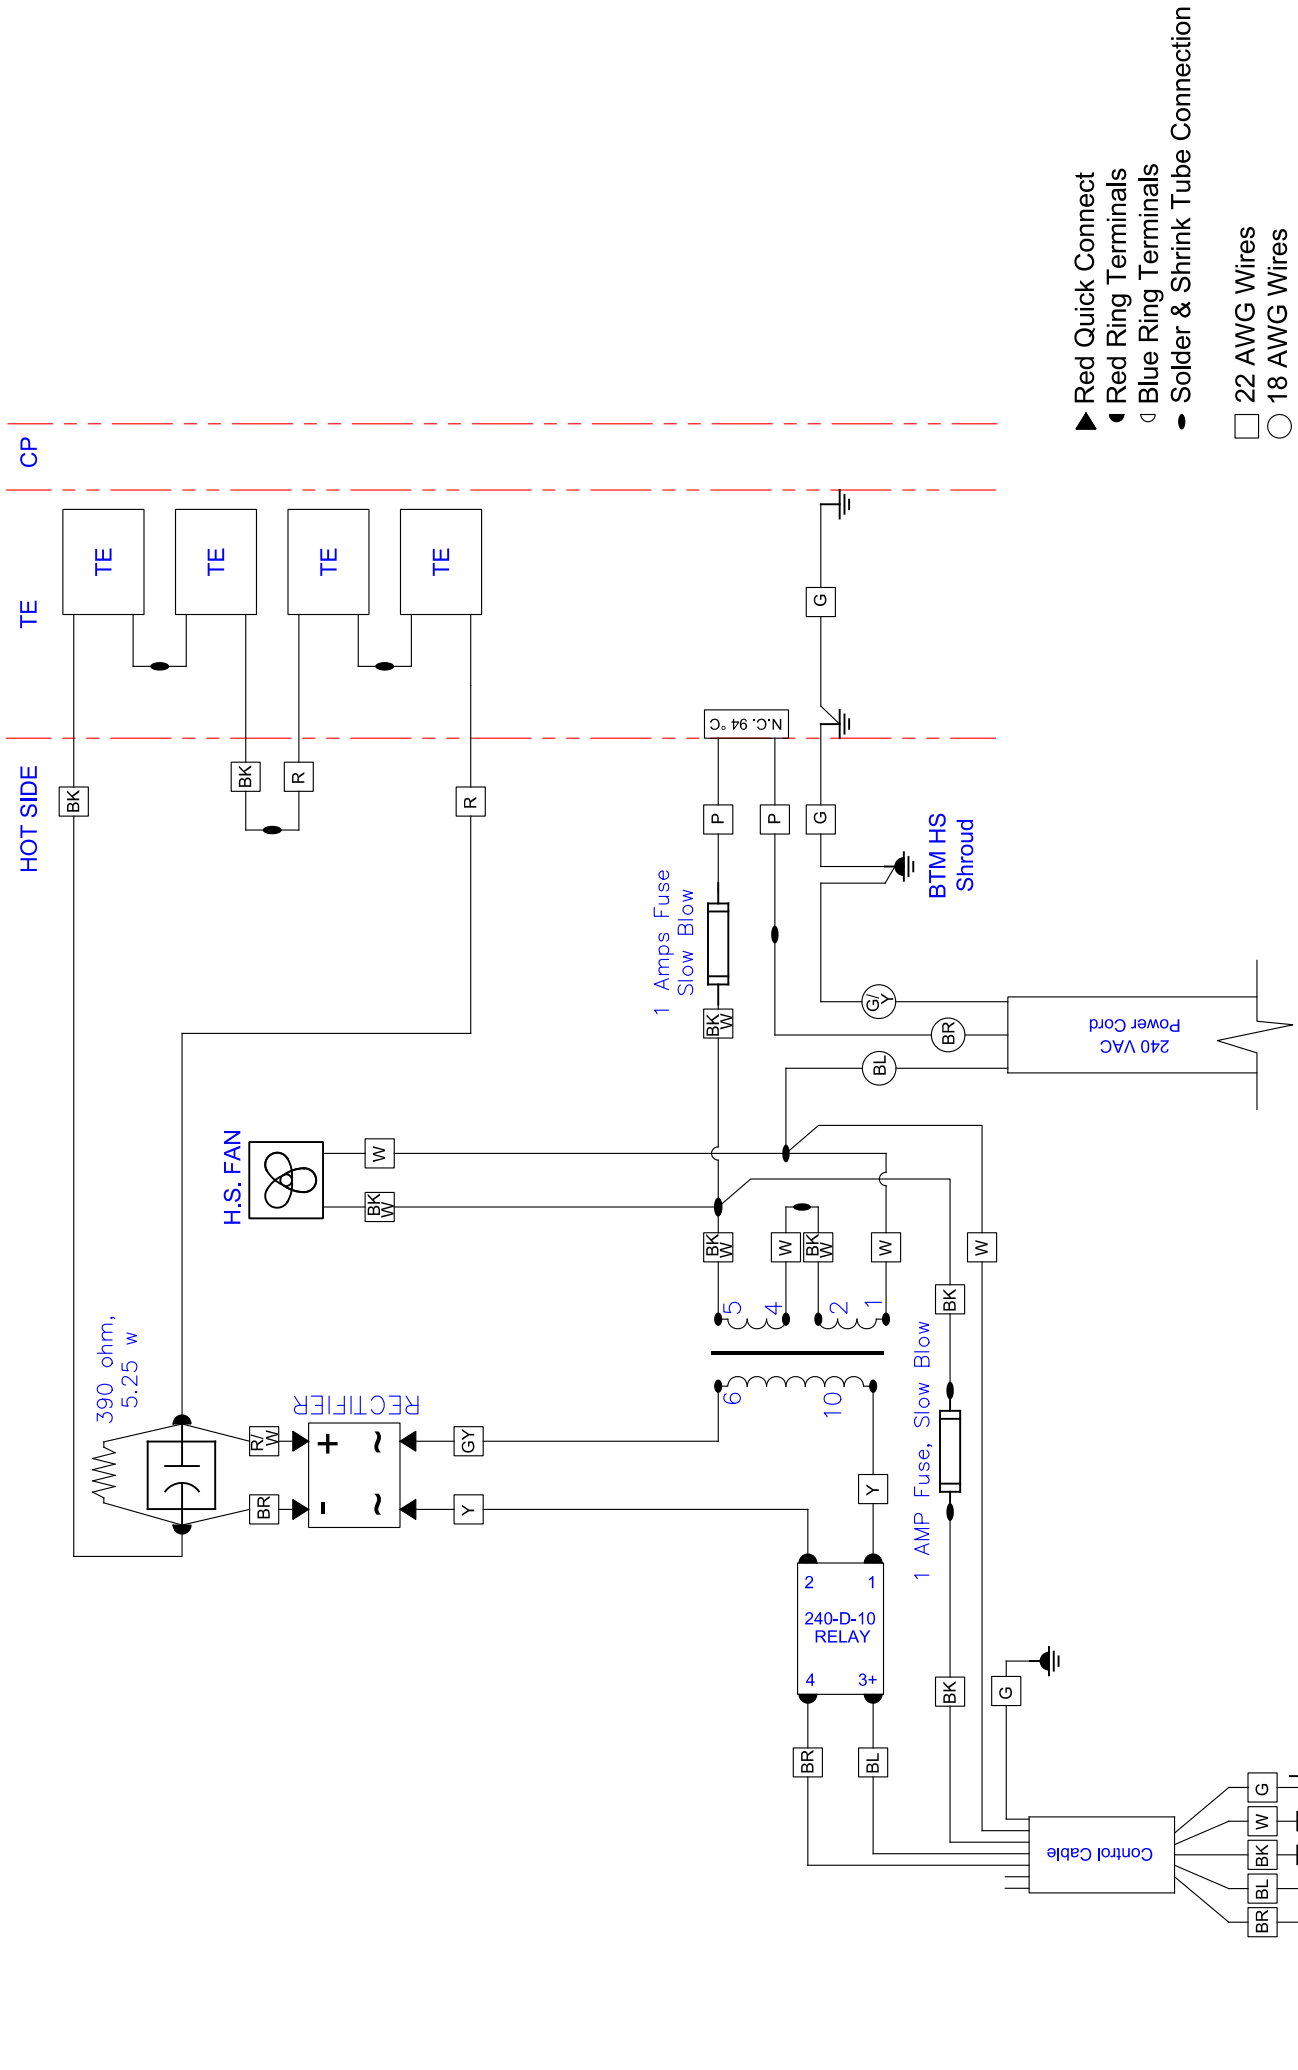 HOT SIDE
TE
CP
BK
TE
TE
TE
TE
BK
R
R
390 ohm,
5.25 w
H.S. FAN
W
BK
W
R/
W
BR
RECTIFIER
+
-
~
~
GY
Y
1 Amps Fuse
Slow Blow
N.C. 94 °C
P
P
G
G
BK
W
BTM HS
Shroud
G/
Y
BR
BL
240 VAC
Power Cord
BK
W
W
BK
W
W
5
4
2
1
6
10
BK
W
1 AMP Fuse, Slow Blow
Y
2
1
240-D-10
RELAY
4
3+
BR
BL
BK
G
Control Cable
BR
BL
BK
W
G
Red Quick Connect
Red Ring Terminals
Blue Ring Terminals
Solder & Shrink Tube Connection
22 AWG Wires
18 AWG Wires